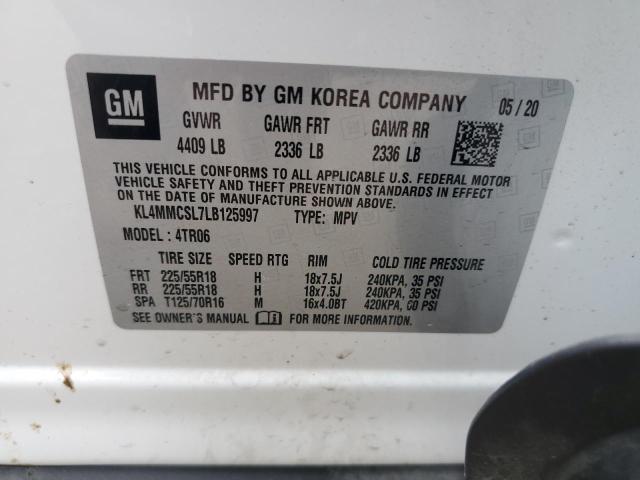 GM MFD BY GM KOREA COMPANY 05/20
GVWR GAWR FRT GAWR RR
4409 LB 2336 LB 2336 LB
THIS VEHICLE CONFORMS TO ALL APPLICABLE U.S. FEDERAL MOTOR
VEHICLE SAFETY AND THEFT PREVENTION STANDARDS IN EFFECT
ON THE DATE OF MANUFACTURE SHOWN ABOVE.
KL4MMCSL7LB125997 TYPE: MPV
MODEL: 4TR06
TIRE SIZE SPEED RTG RIM COLD TIRE PRESSURE
FRT 225/55R18 H 18x7.5J 240KPA, 35 PSI
RR 225/55R18 H 18x7.5J 240KPA, 35 PSI
SPA T125/70R16 M 16x4.0BT 420KPA, 60 PSI
SEE OWNER'S MANUAL FOR MORE INFORMATION.